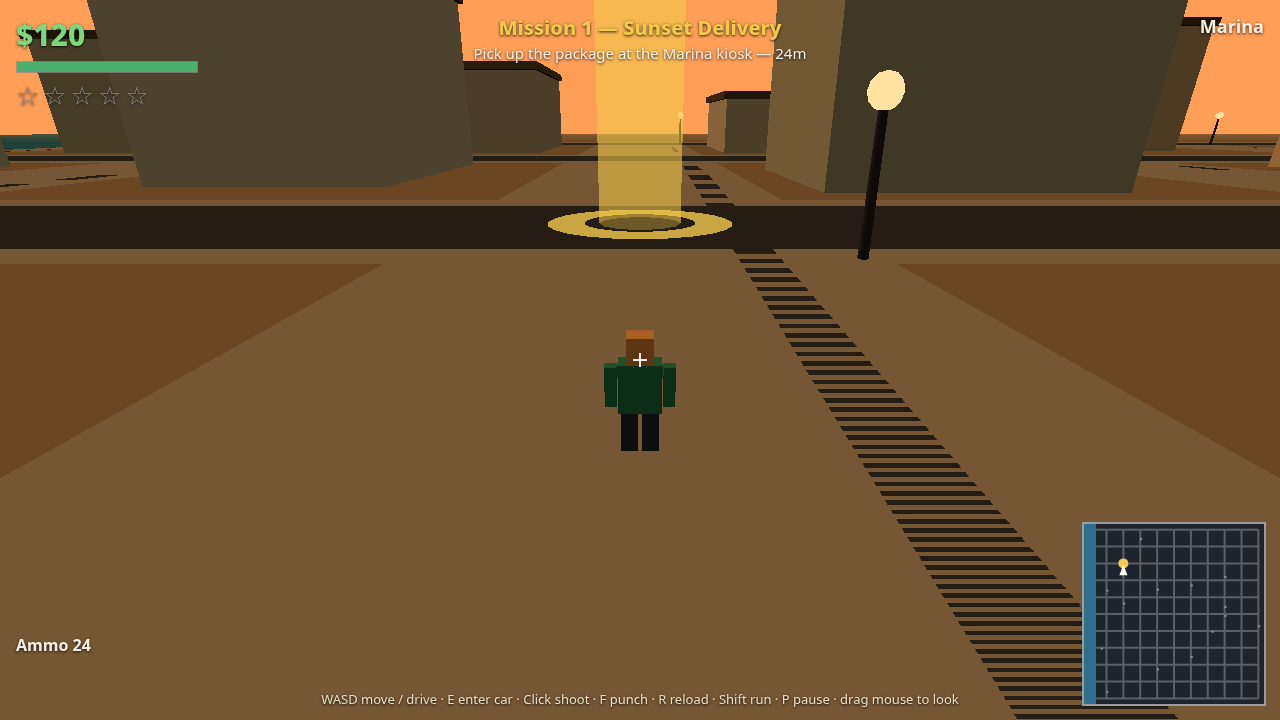 $120
Mission 1 — Sunset Delivery
Pick up the package at the Marina kiosk — 24m
Marina
Ammo 24
WASD move / drive · E enter car · Click shoot · F punch · R reload · Shift run · P pause · drag mouse to look